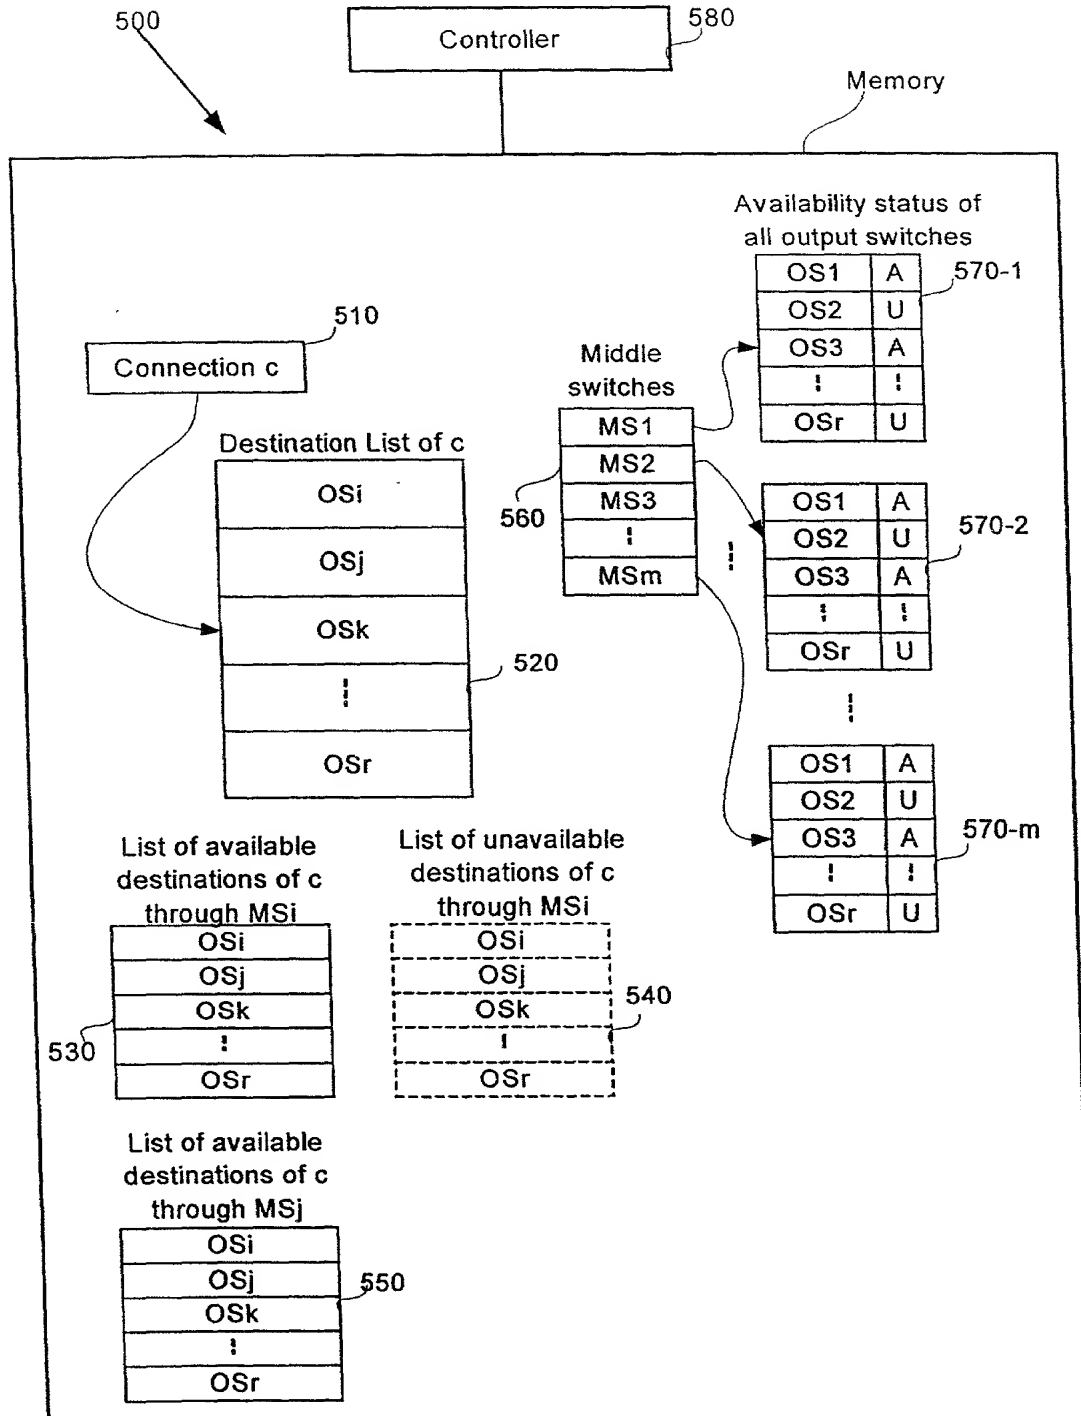 500
Controller
580
Memory
Availability status of
all output switches
OS1 A
OS2 U
OS3 A
⋮ ⋮
OSr U
570-1
510
Connection c
Middle
switches
MS1
MS2
MS3
⋮
MSm
560
Destination List of c
OSi
OSj
OSk
⋮
OSr
520
⋮
OS1 A
OS2 U
OS3 A
⋮ ⋮
OSr U
570-2
⋮
OS1 A
OS2 U
OS3 A
⋮ ⋮
OSr U
570-m
List of available
destinations of c
through MSi
OSi
OSj
OSk
⋮
OSr
530
List of unavailable
destinations of c
through MSi
OSi
OSj
OSk
⋮
OSr
540
List of available
destinations of c
through MSj
OSi
OSj
OSk
⋮
OSr
550